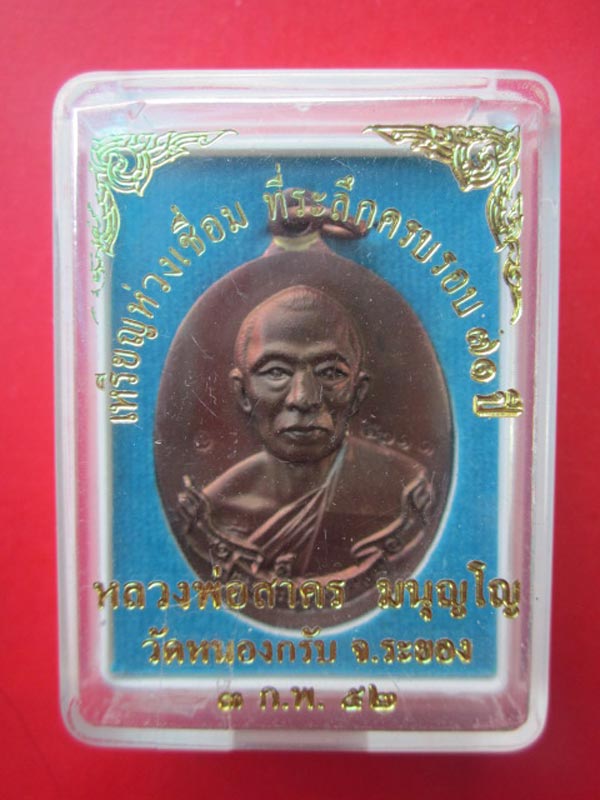 เหรียญห่วงเชื่อม ที่ระลึกครบรอบ ๗๑ ปี
หลวงพ่อสาคร มนุญโญ
วัดหนองกรับ จ.ระยอง
๓ ก.พ. ๕๒